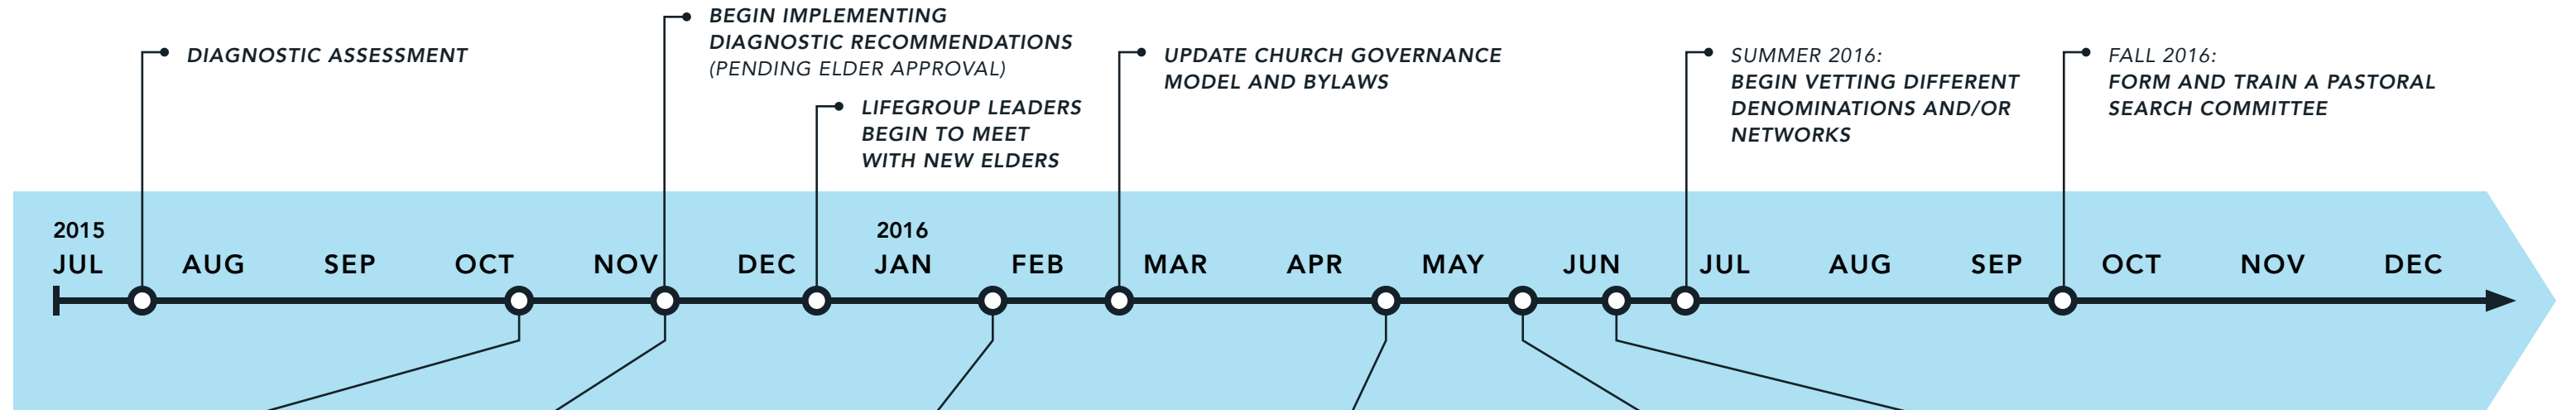 DIAGNOSTIC ASSESSMENT
BEGIN IMPLEMENTING
DIAGNOSTIC RECOMMENDATIONS
(PENDING ELDER APPROVAL)
LIFEGROUP LEADERS
BEGIN TO MEET
WITH NEW ELDERS
UPDATE CHURCH GOVERNANCE
MODEL AND BYLAWS
SUMMER 2016:
BEGIN VETTING DIFFERENT
DENOMINATIONS AND/OR
NETWORKS
FALL 2016:
FORM AND TRAIN A PASTORAL
SEARCH COMMITTEE
2015 2016
JUL AUG SEP OCT NOV DEC JAN FEB MAR APR MAY JUN JUL AUG SEP OCT NOV DEC